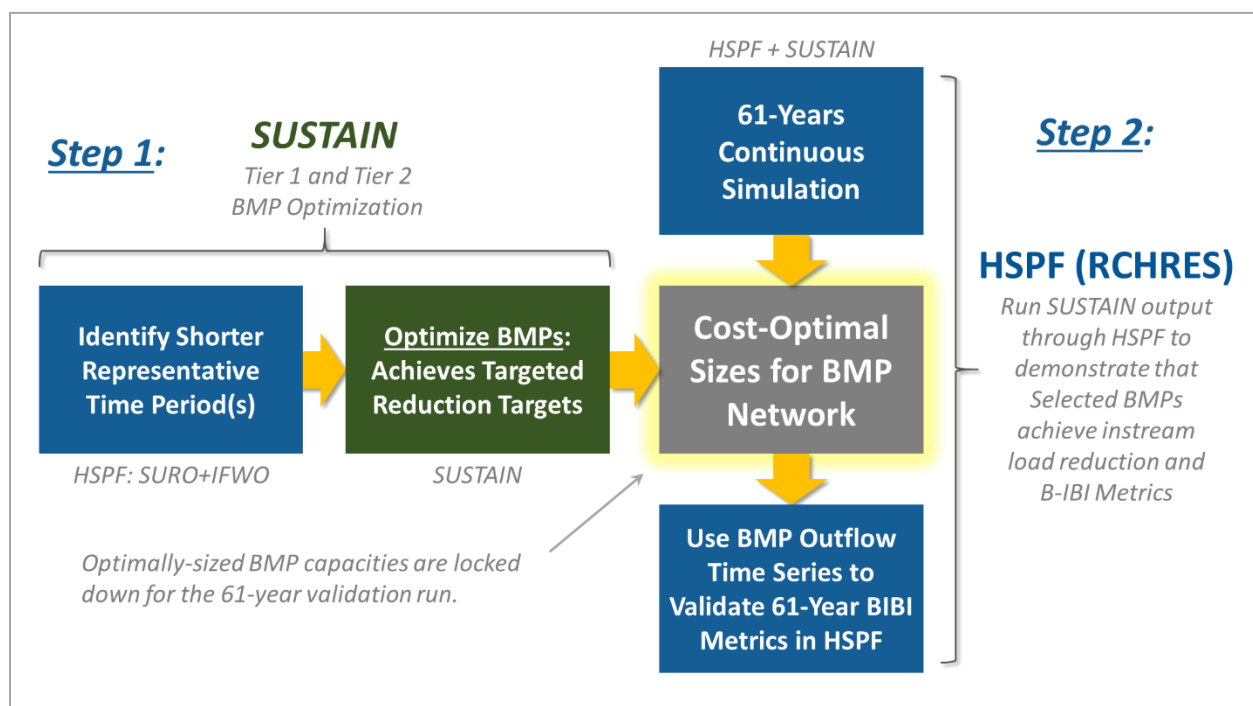 Step 1:
SUSTAIN
Tier 1 and Tier 2
BMP Optimization
Identify Shorter
Representative
Time Period(s)
HSPF: SURO+IFWO
Optimize BMPs:
Achieves Targeted
Reduction Targets
SUSTAIN
Optimally-sized BMP capacities are locked
down for the 61-year validation run.
HSPF + SUSTAIN
61-Years
Continuous
Simulation
Cost-Optimal
Sizes for BMP
Network
Use BMP Outflow
Time Series to
Validate 61-Year BIBI
Metrics in HSPF
Step 2:
HSPF (RCHRES)
Run SUSTAIN output
through HSPF to
demonstrate that
Selected BMPs
achieve instream
load reduction and
B-IBI Metrics